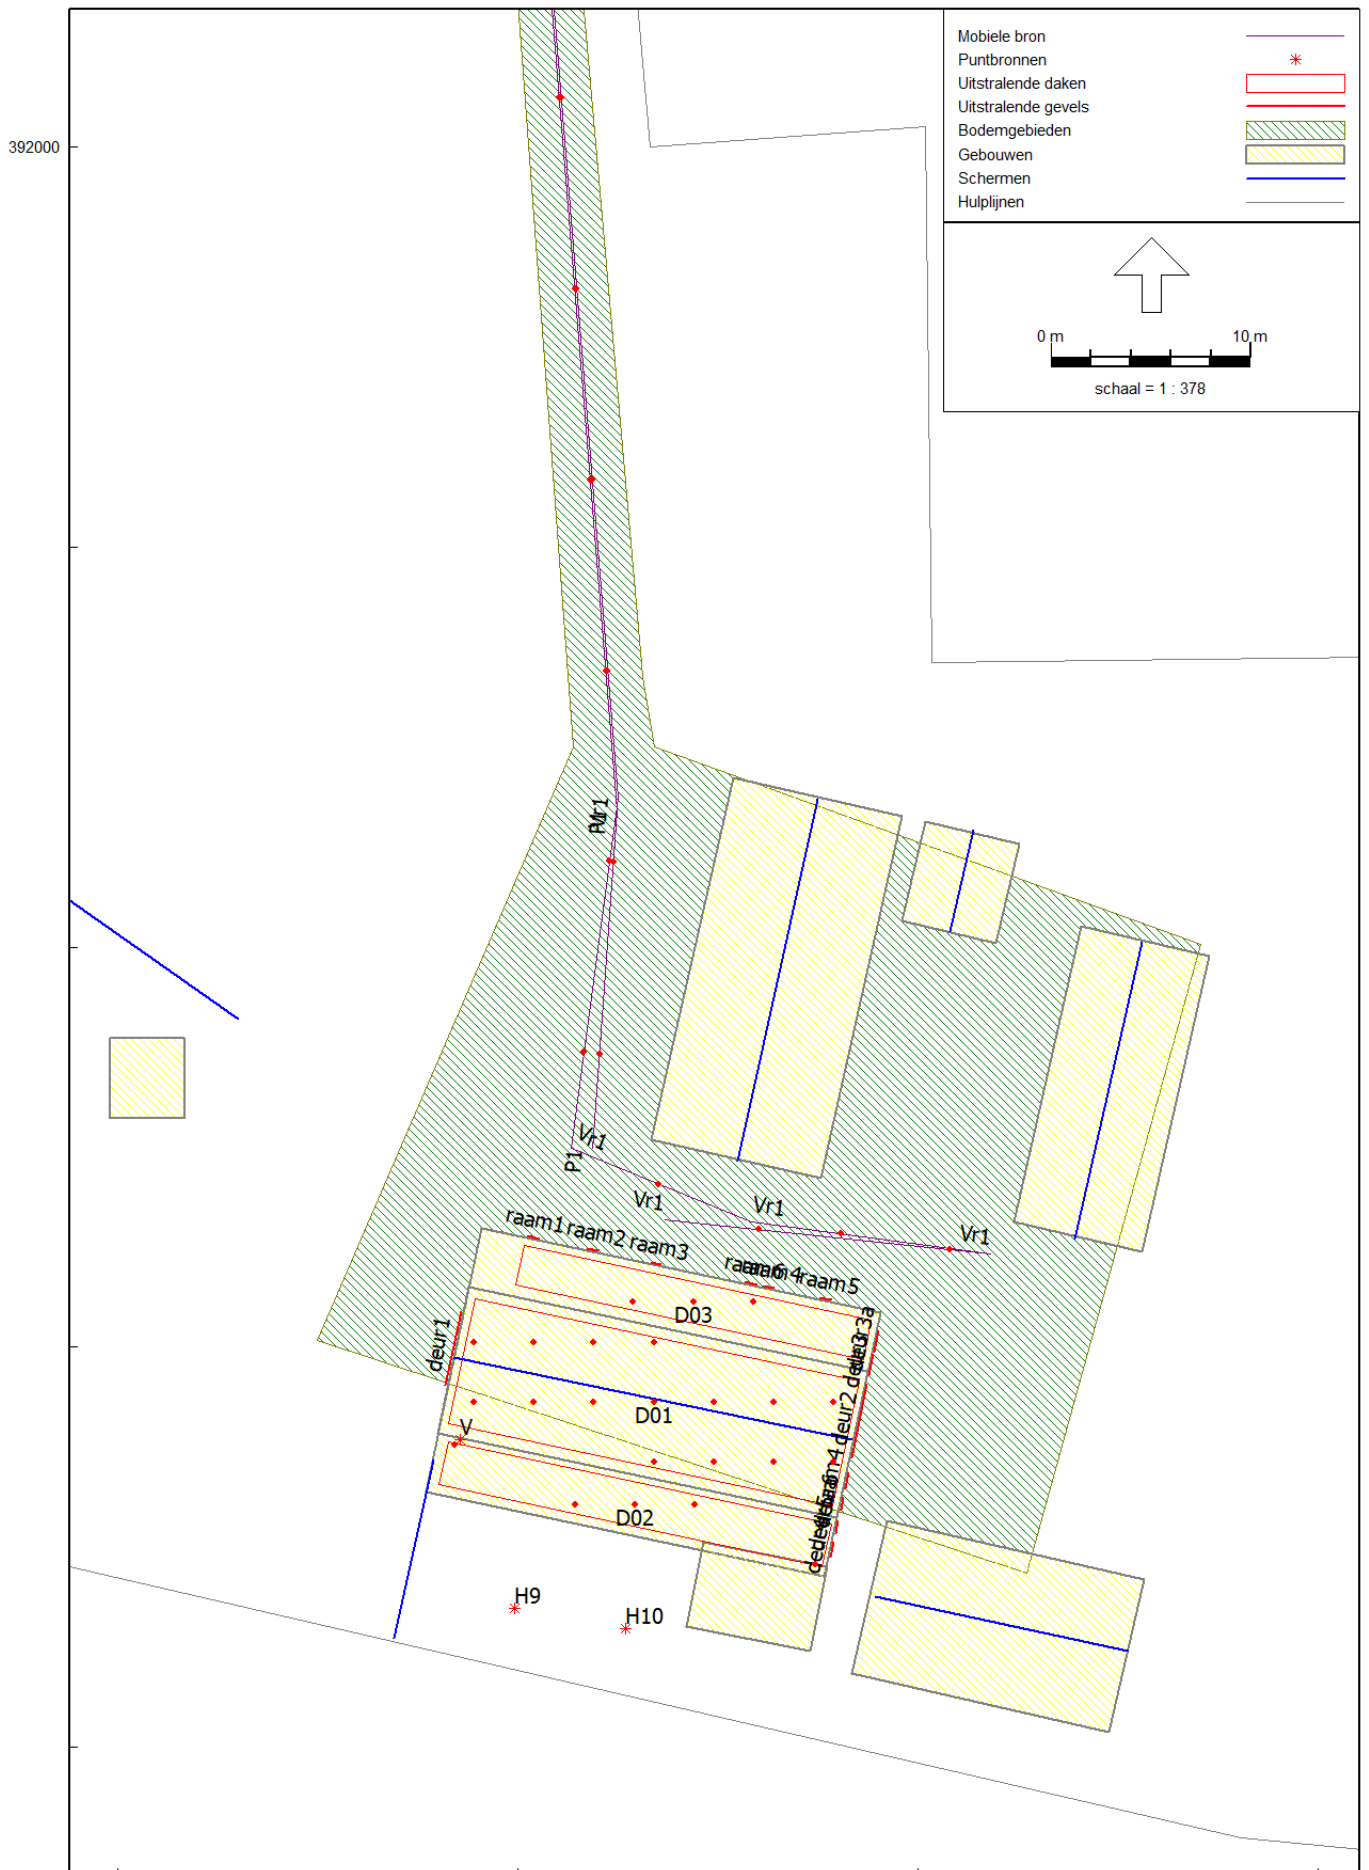 Mobiele bron
Puntbronnen
Uitstralende daken
Uitstralende gevels
Bodemgebieden
Gebouwen
Schermen
Hulplijnen
392000
0 m 10 m
schaal = 1 : 378
Vr1
P1
Vr1
Vr1
Vr1
raam1
raam2
raam3
raam5
D03
deur1
deur2
D01
V
D02
H9
H10